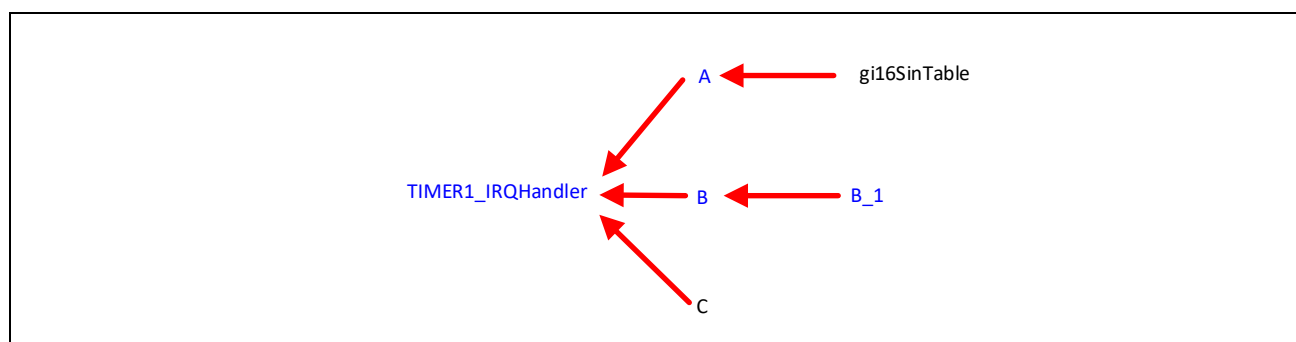 A
gi16SinTable
TIMER1_IRQHandler
B
B_1
C